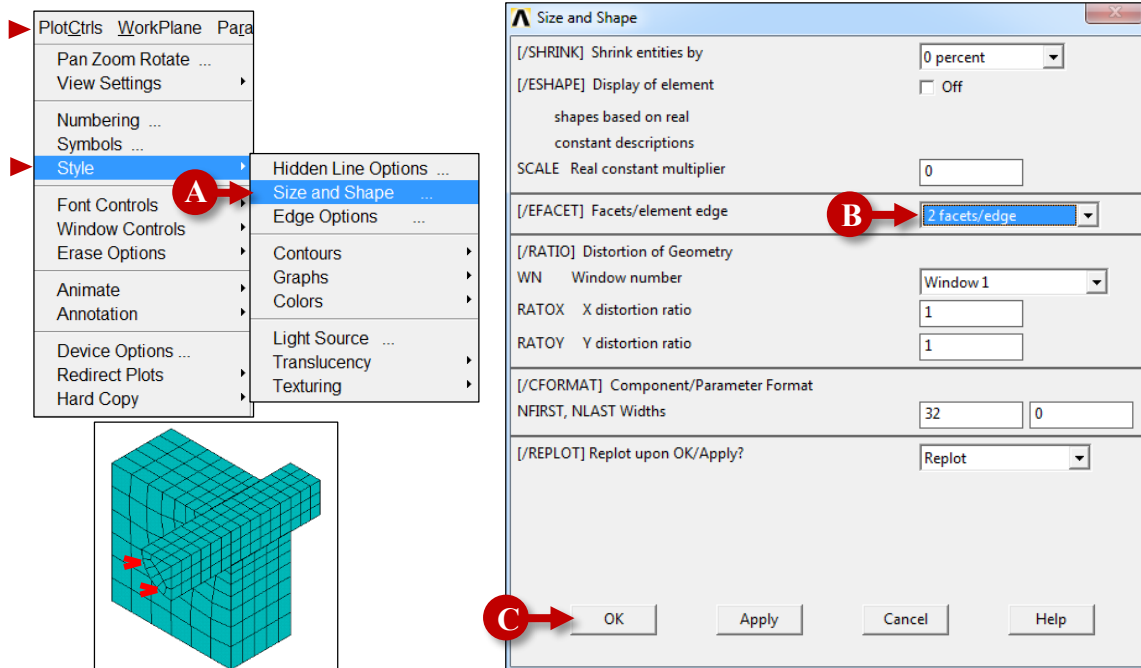 PlotCtrls WorkPlane Para
Pan Zoom Rotate ...
View Settings
Numbering ...
Symbols ...
Style
Font Controls
Window Controls
Erase Options
Animate
Annotation
Device Options ...
Redirect Plots
Hard Copy
A
Hidden Line Options ...
Size and Shape ...
Edge Options ...
Contours
Graphs
Colors
Light Source ...
Translucency
Texturing
Size and Shape
[/SHRINK] Shrink entities by 0 percent
[/ESHAPE] Display of element Off
shapes based on real
constant descriptions
SCALE Real constant multiplier 0
[/EFACET] Facets/element edge B 2 facets/edge
[/RATIO] Distortion of Geometry
WN Window number Window 1
RATOX X distortion ratio 1
RATOY Y distortion ratio 1
[/CFORMAT] Component/Parameter Format
NFIRST, NLAST Widths 32 0
[/REPLOT] Replot upon OK/Apply? Replot
C OK Apply Cancel Help